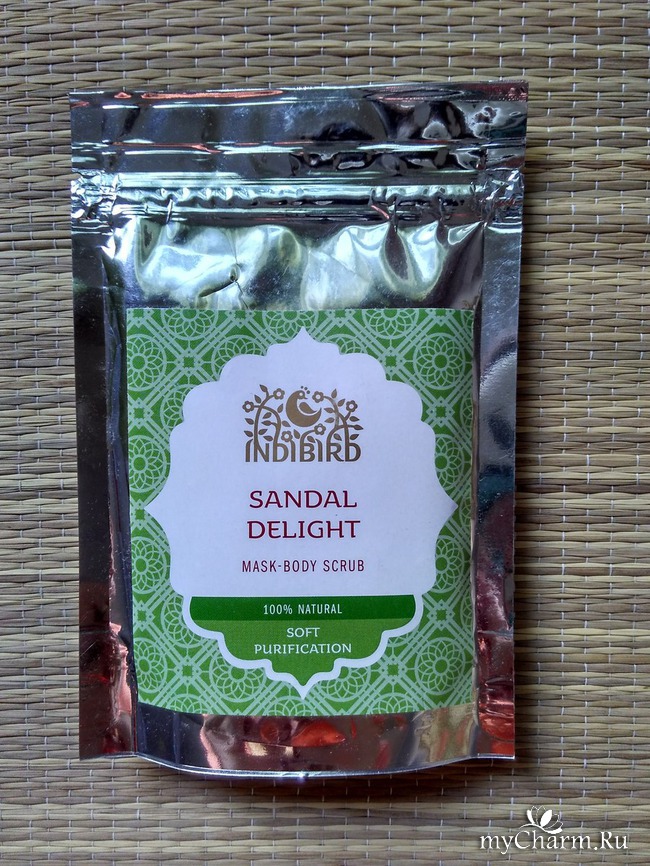 INDIBIRD
SANDAL
DELIGHT
MASK-BODY SCRUB
100% NATURAL
SOFT
PURIFICATION
myCharm.Ru